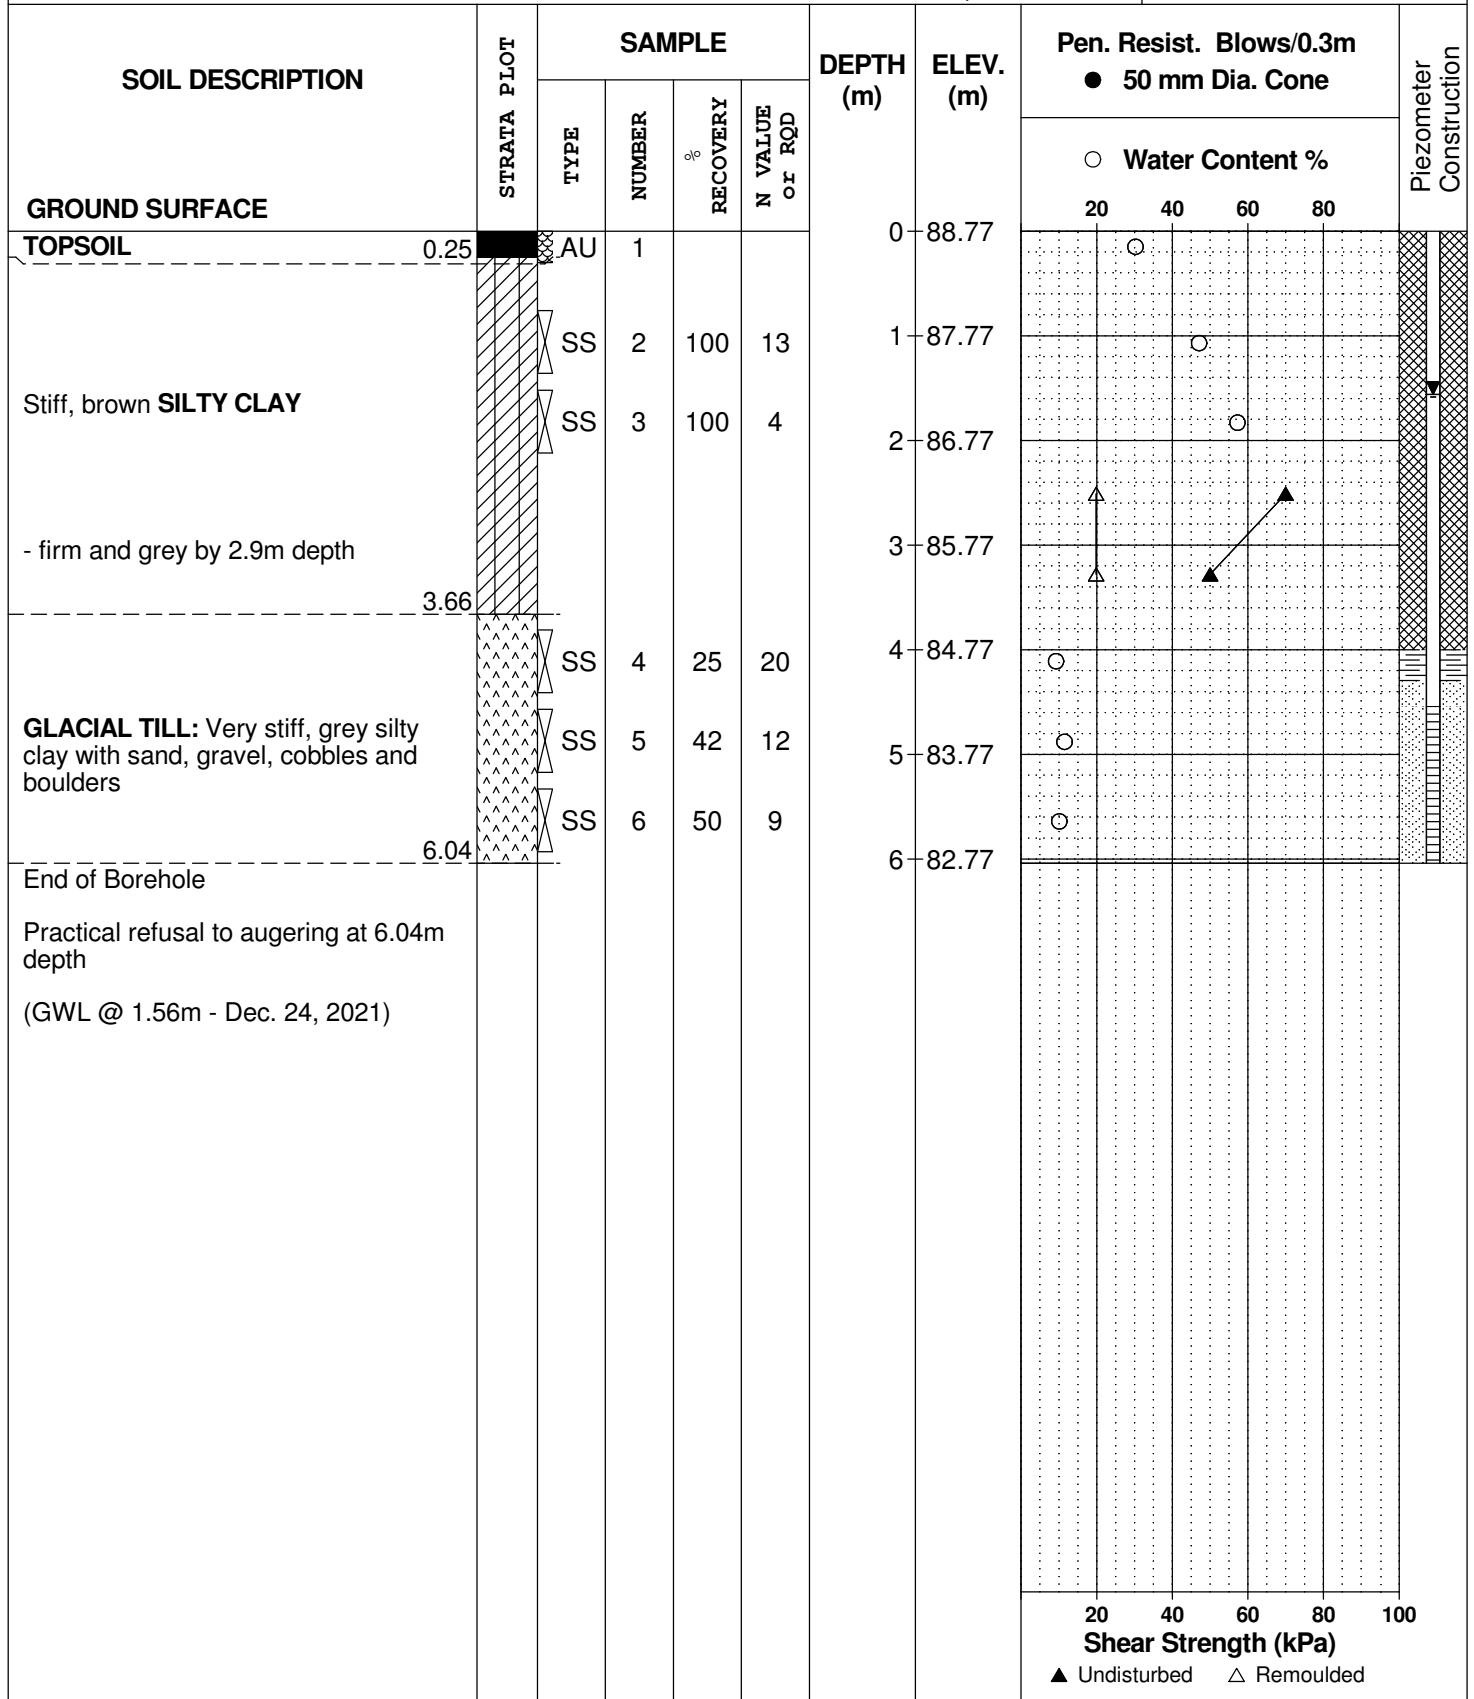 SOIL DESCRIPTION
GROUND SURFACE
STRATA PLOT
SAMPLE
TYPE
NUMBER
%
RECOVERY
N VALUE
or RQD
DEPTH
(m)
ELEV.
(m)
Pen. Resist. Blows/0.3m
● 50 mm Dia. Cone
○ Water Content %
20 40 60 80
Piezometer
Construction
TOPSOIL 0.25 AU 1
0 88.77
SS 2 100 13
1 87.77
Stiff, brown SILTY CLAY
SS 3 100 4
2 86.77
- firm and grey by 2.9m depth
3 85.77
3.66
SS 4 25 20
4 84.77
GLACIAL TILL: Very stiff, grey silty
clay with sand, gravel, cobbles and
boulders
SS 5 42 12
5 83.77
SS 6 50 9
6.04
6 82.77
End of Borehole
Practical refusal to augering at 6.04m
depth
(GWL @ 1.56m - Dec. 24, 2021)
20 40 60 80 100
Shear Strength (kPa)
▲ Undisturbed △ Remoulded